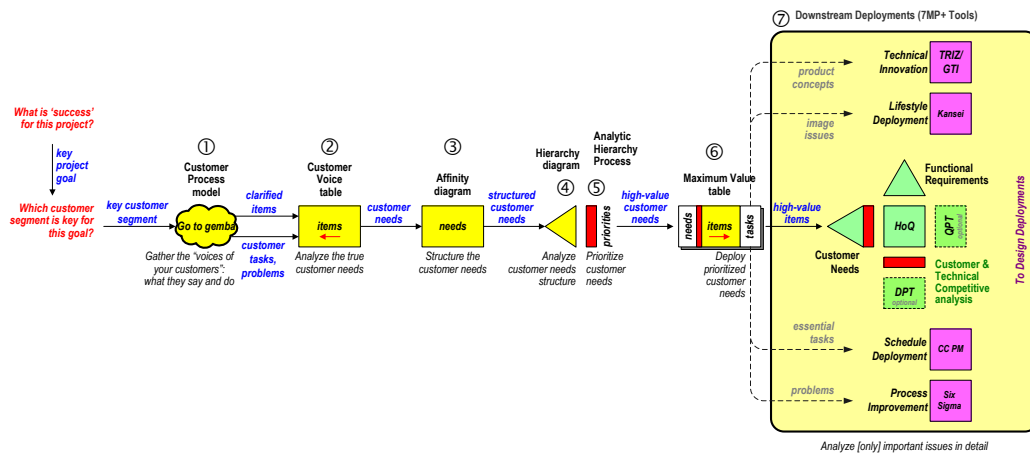 ⑦ Downstream Deployments (7MP+ Tools)
What is ‘success’
for this project?
key
project
goal
Which customer
segment is key for
this goal?
key customer
segment
①
Customer
Process
model
Go to gemba
Gather the “voices of
your customers”:
what they say and do
clarified
items
customer
tasks,
problems
②
Customer
Voice
table
items
Analyze the true
customer needs
customer
needs
③
Affinity
diagram
needs
Structure the
customer needs
structured
customer
needs
Hierarchy
diagram
④
Analyze
customer needs
structure
Analytic
Hierarchy
Process
⑤
priorities
Prioritize
customer
needs
high-value
customer
needs
⑥
Maximum Value
table
needs
items
tasks
Deploy
prioritized
customer
needs
high-value
items
product
concepts
Technical
Innovation
TRIZ/
GTI
image
issues
Lifestyle
Deployment
Kansei
Functional
Requirements
Customer
Needs
HoQ
QPT
optional
Customer &
Technical
Competitive
analysis
DPT
optional
essential
tasks
Schedule
Deployment
CC PM
problems
Process
Improvement
Six
Sigma
To Design Deployments
Analyze [only] important issues in detail